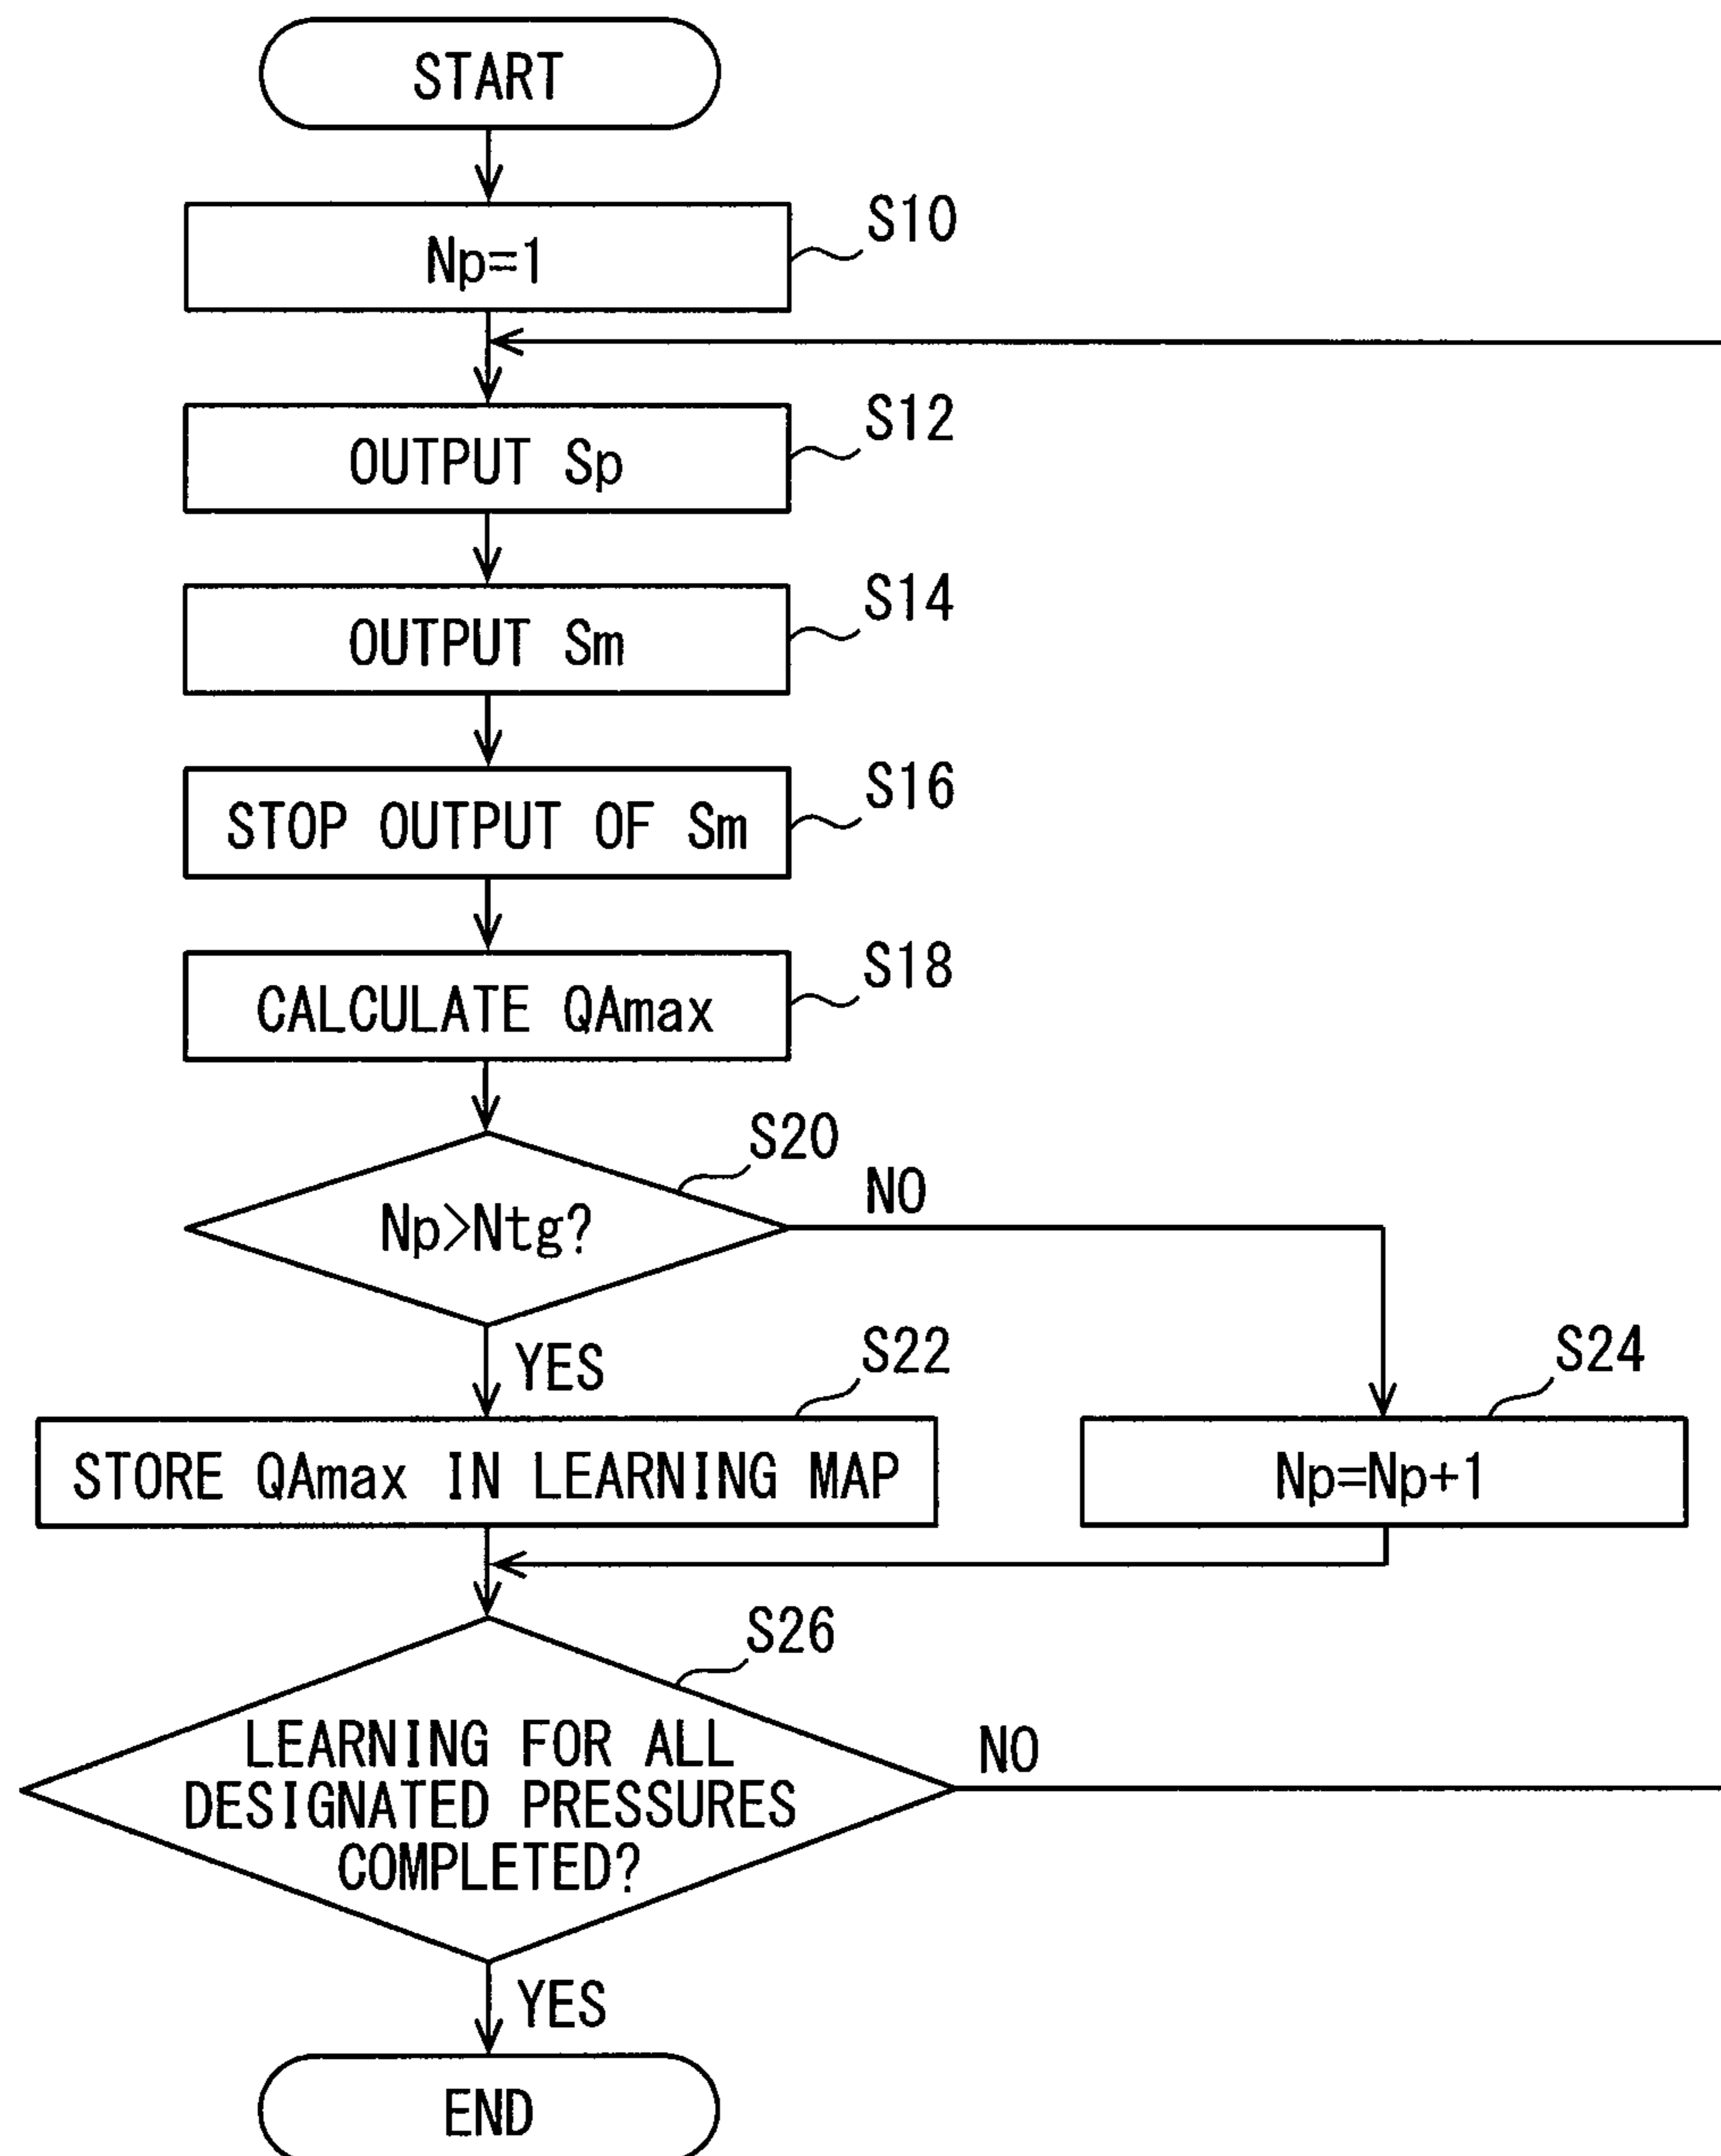 START
S10
Np=1
S12
OUTPUT Sp
S14
OUTPUT Sm
S16
STOP OUTPUT OF Sm
S18
CALCULATE QAmax
S20
Np>Ntg?
NO
YES
S22
STORE QAmax IN LEARNING MAP
S24
Np=Np+1
S26
LEARNING FOR ALL
DESIGNATED PRESSURES
COMPLETED?
NO
YES
END